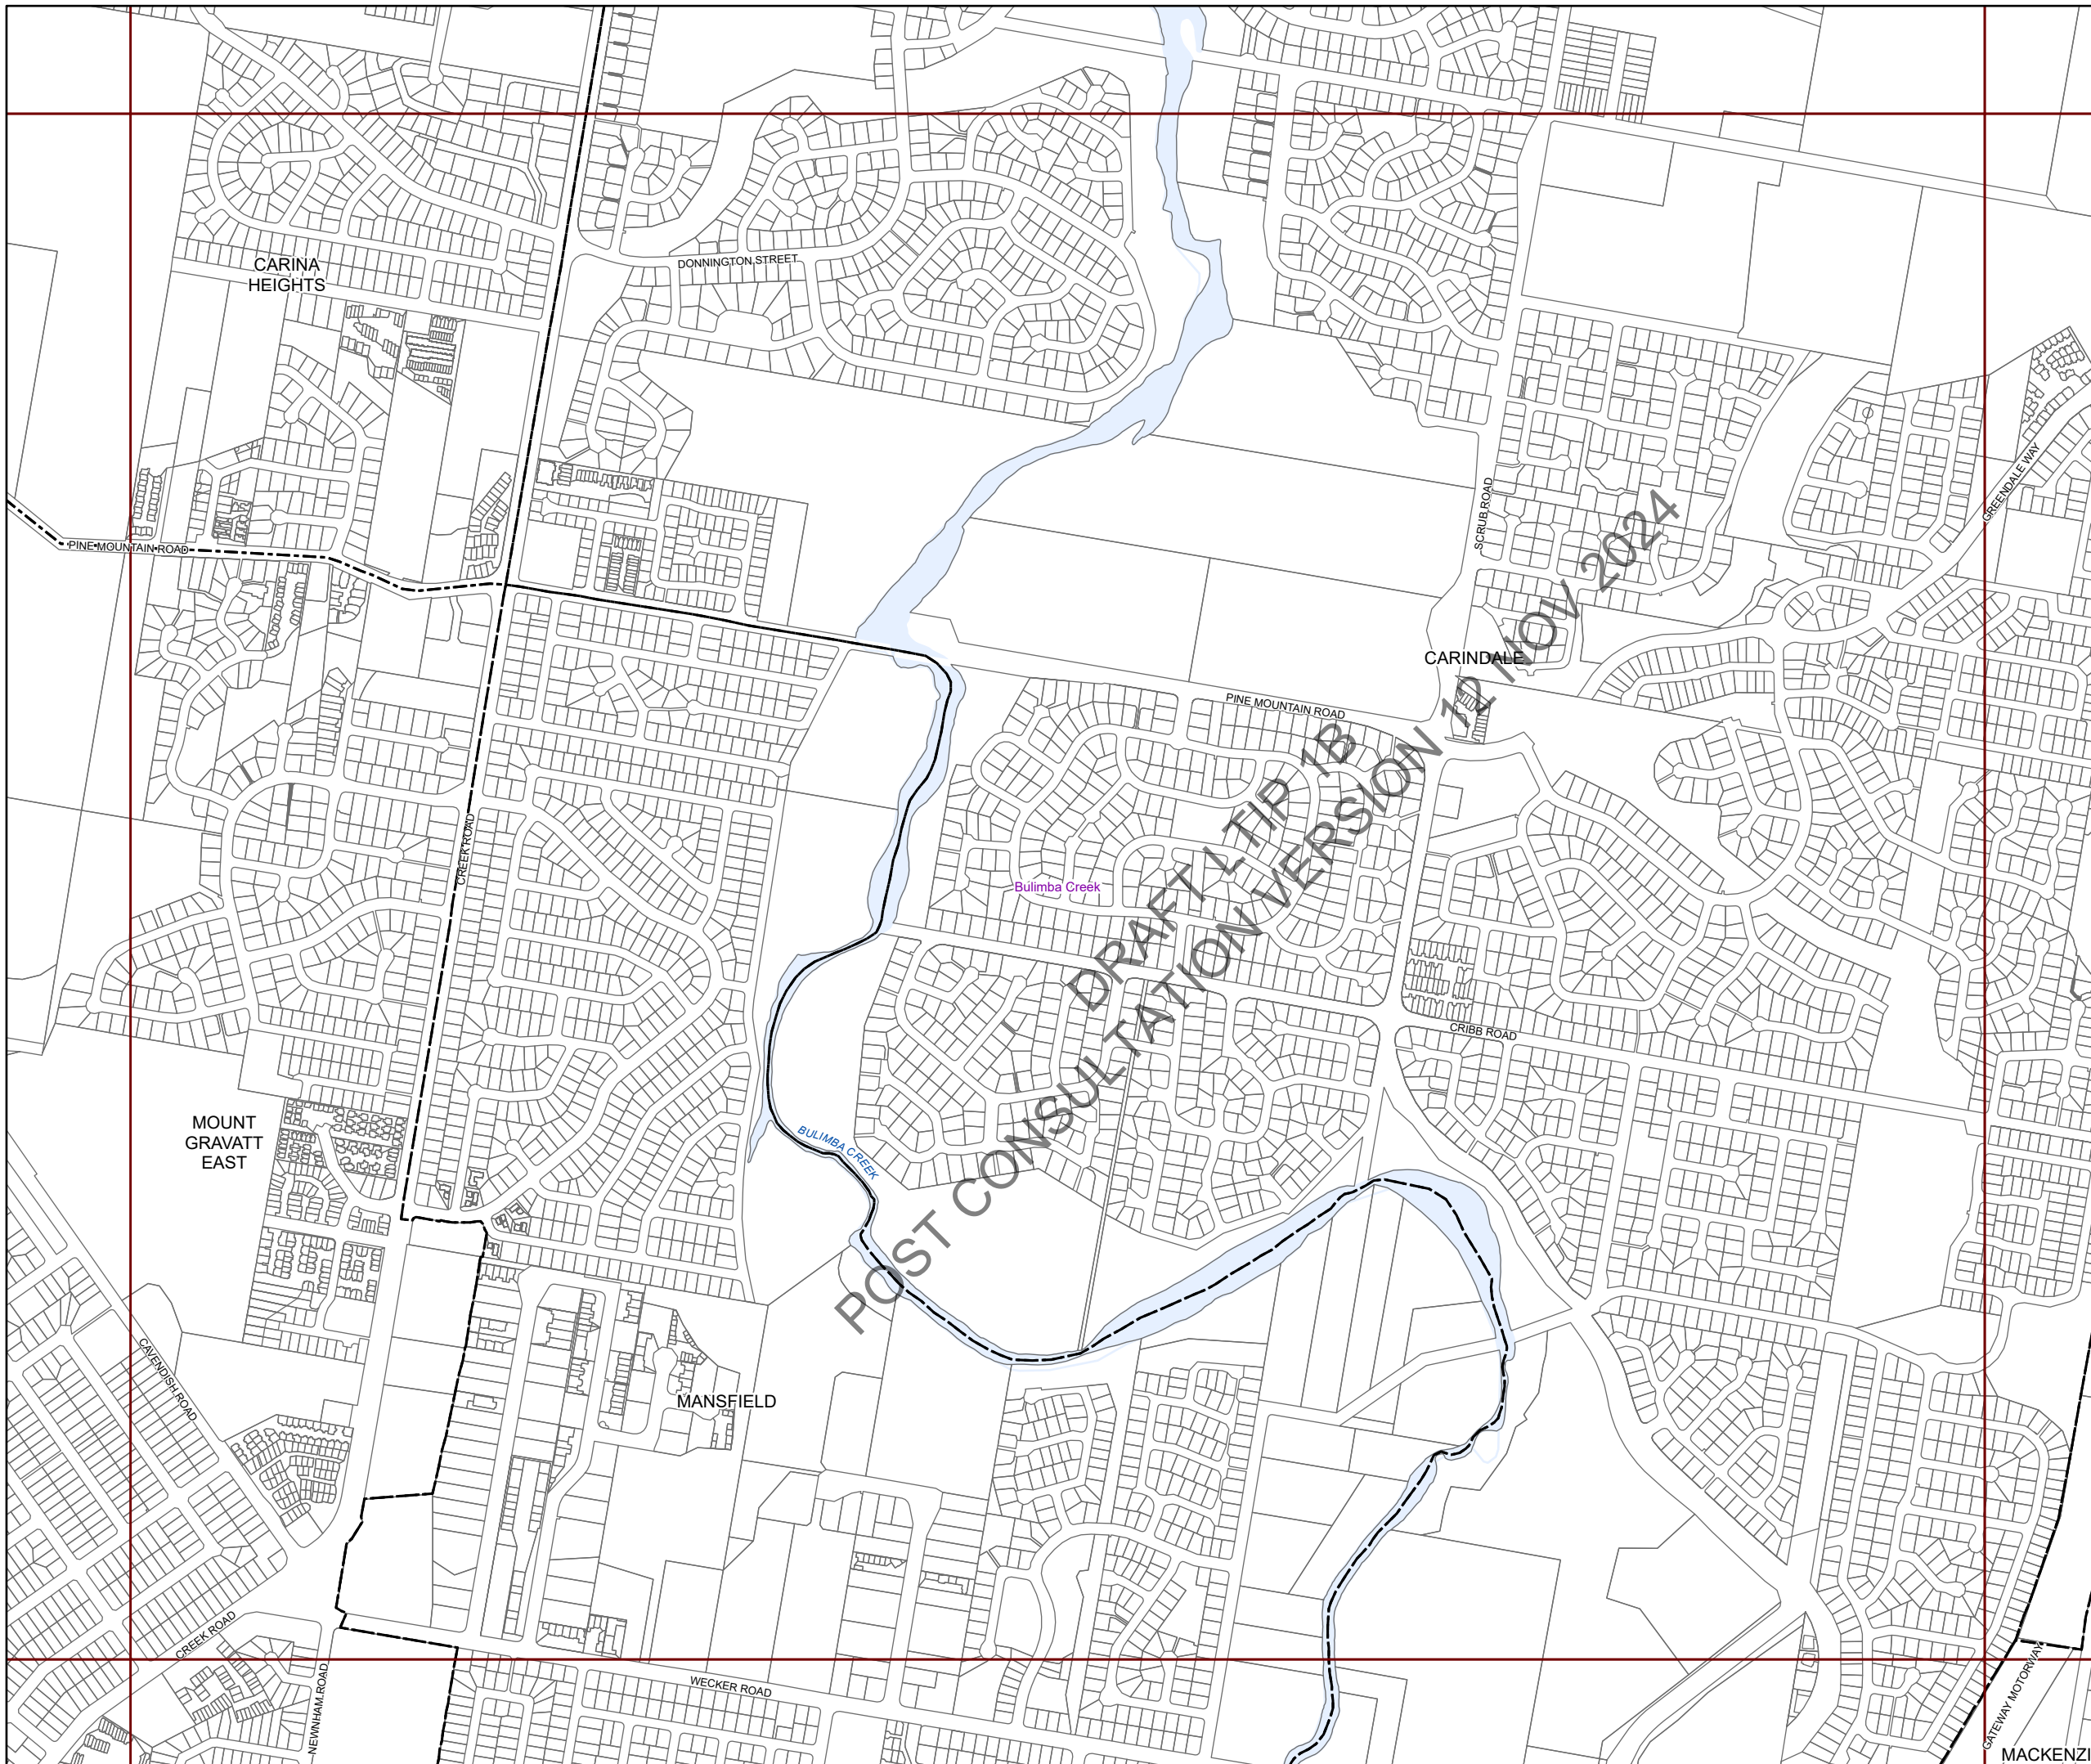 CARINA
HEIGHTS
DONNINGTON STREET
GREENDALE WAY
SCRUB ROAD
PINE MOUNTAIN ROAD
CARINDALE
PINE MOUNTAIN ROAD
CREEK ROAD
Bulimba Creek
DRAFT LTIP 1B
POST CONSULTATION VERSION 12 NOV 2024
CRIBB ROAD
MOUNT
GRAVATT
EAST
BULIMBA CREEK
CAVENDISH ROAD
MANSFIELD
CREEK ROAD
NEWNHAM ROAD
WECKER ROAD
GATEWAY MOTORWAY
MACKENZI